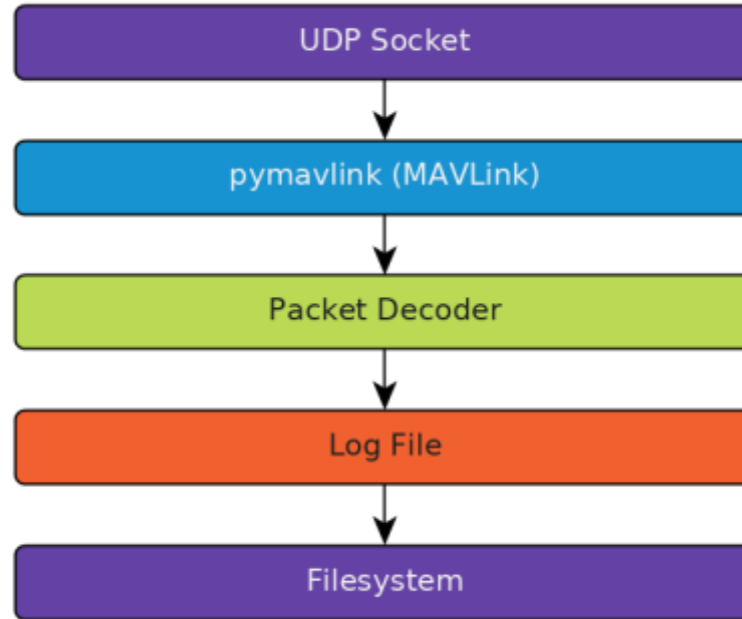 UDP Socket
pymavlink (MAVLink)
Packet Decoder
Log File
Filesystem